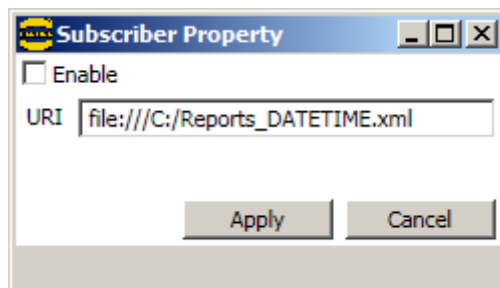 Subscriber Property
Enable
URI file:///C:/Reports_DATETIME.xml
Apply Cancel